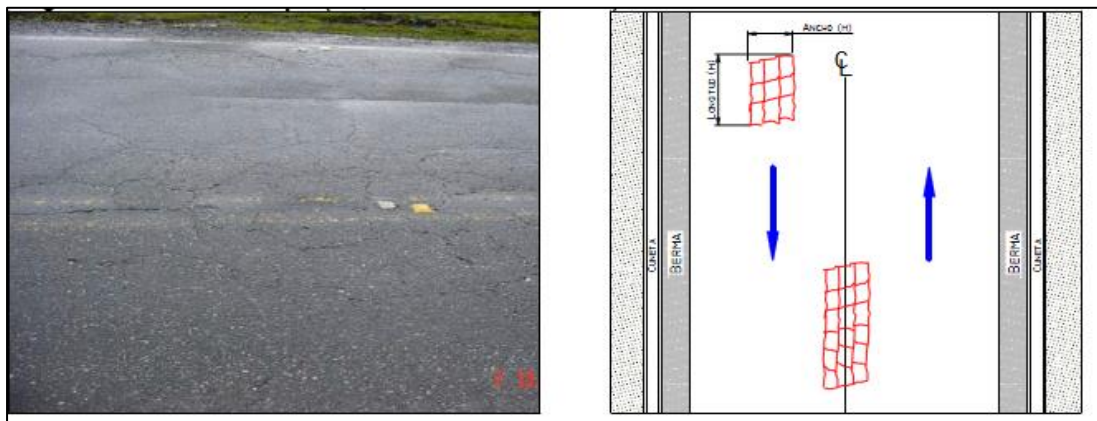 ANCHO (M)
LONGITUD (M)
CL
CUNETA
BERMA
BERMA
CUNETA